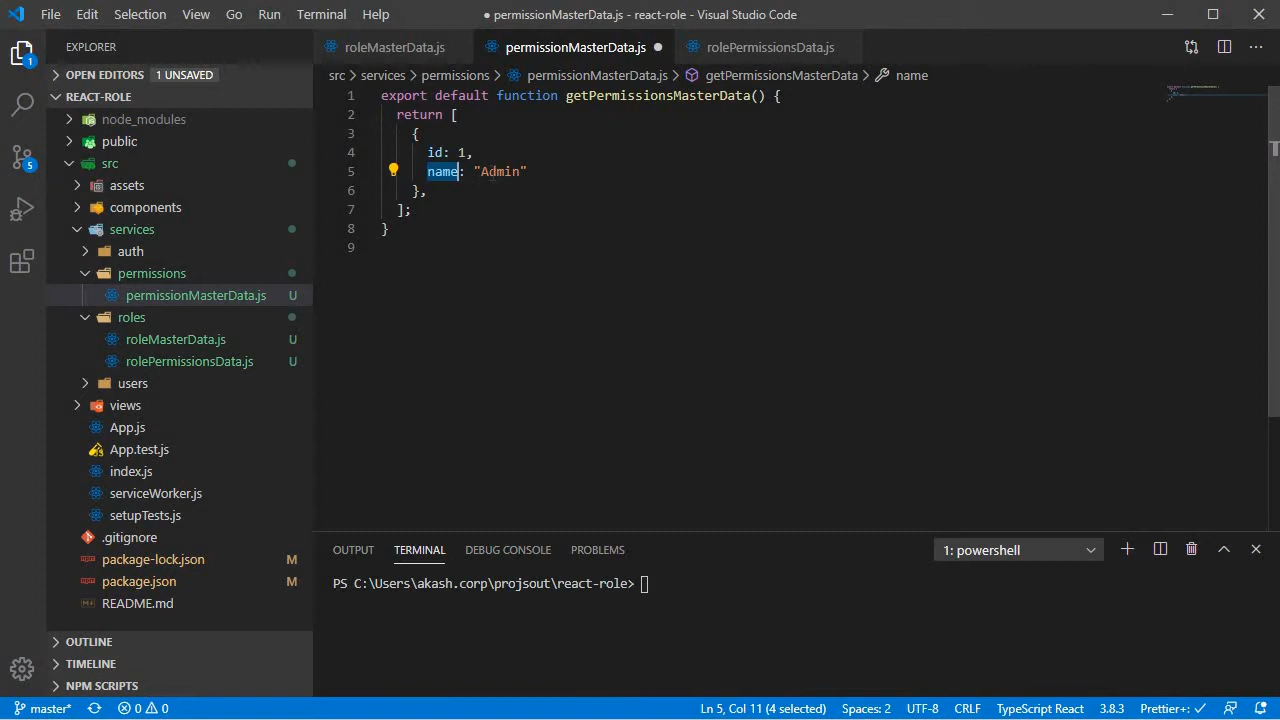 File Edit Selection View Go Run Terminal Help
● permissionMasterData.js - react-role - Visual Studio Code
EXPLORER
OPEN EDITORS 1 UNSAVED
REACT-ROLE
node_modules
public
src
assets
components
services
auth
permissions
permissionMasterData.js U
roles
roleMasterData.js U
rolePermissionsData.js U
users
views
App.js
App.test.js
index.js
serviceWorker.js
setupTests.js
.gitignore
package-lock.json M
package.json M
README.md
OUTLINE
TIMELINE
NPM SCRIPTS
1
5
roleMasterData.js permissionMasterData.js ● rolePermissionsData.js
src > services > permissions > permissionMasterData.js > getPermissionsMasterData > name
1 export default function getPermissionsMasterData() {
2 return [
3 {
4 id: 1,
5 name: "Admin"
6 },
7 ];
8 }
9
OUTPUT TERMINAL DEBUG CONSOLE PROBLEMS 1: powershell
PS C:\Users\akash.corp\projsout\react-role>
master* 0 0 Ln 5, Col 11 (4 selected) Spaces: 2 UTF-8 CRLF TypeScript React 3.8.3 Prettier+: ✓